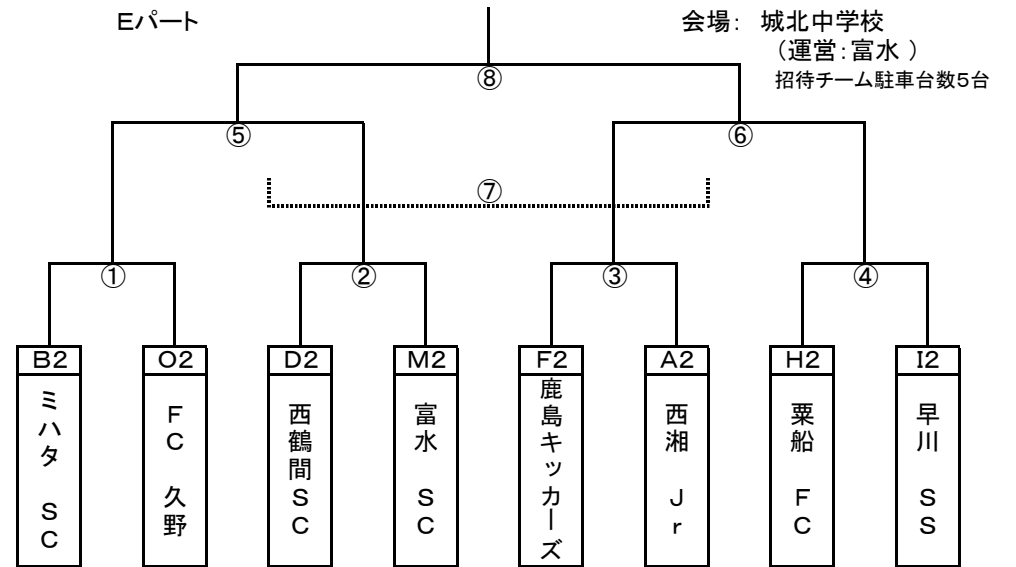 Eパート
会場: 城北中学校
(運営:富水 )
招待チーム駐車台数5台
⑧
⑤
⑥
⑦
①
②
③
④
B2
O2
D2
M2
F2
A2
H2
I2
ミハタ SC
FC 久野
西鶴間SC
富水 SC
鹿島キッカーズ
西湘 Jr
粟船 FC
早川 SS